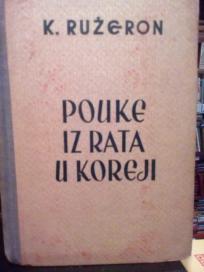 K. RUŽERON
POUKE
IZ RATA
U KOREJI